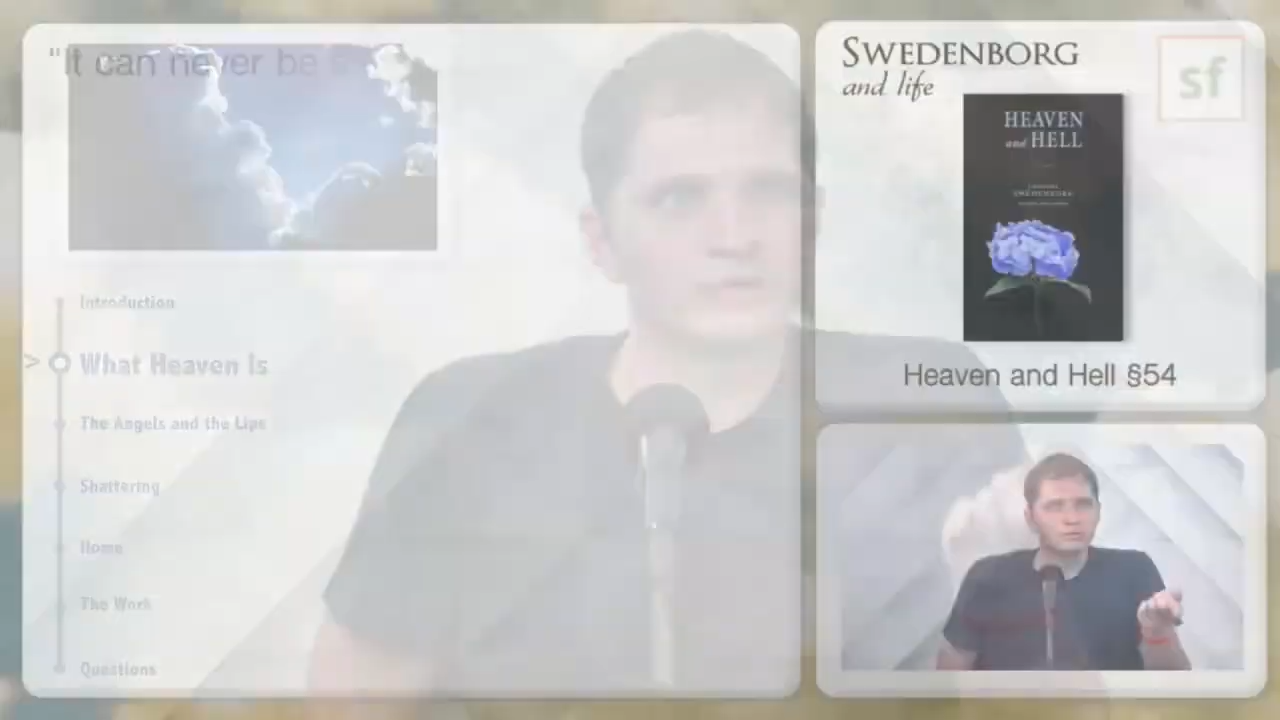 "It can never be s
Introduction
> What Heaven Is
The Angels and the Lips
Shattering
Home
The Work
Questions
SWEDENBORG
and life
sf
HEAVEN
and HELL
SWEDENBORG
Heaven and Hell §54